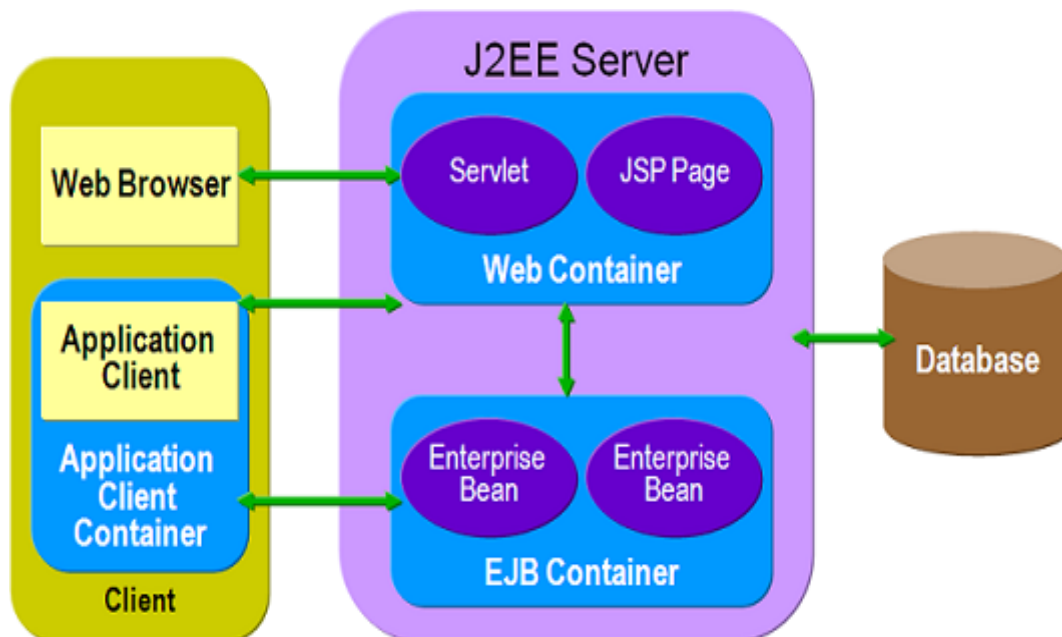 J2EE Server
Web Browser
Servlet
JSP Page
Web Container
Application
Client
Application
Client
Container
Client
Enterprise
Bean
Enterprise
Bean
EJB Container
Database